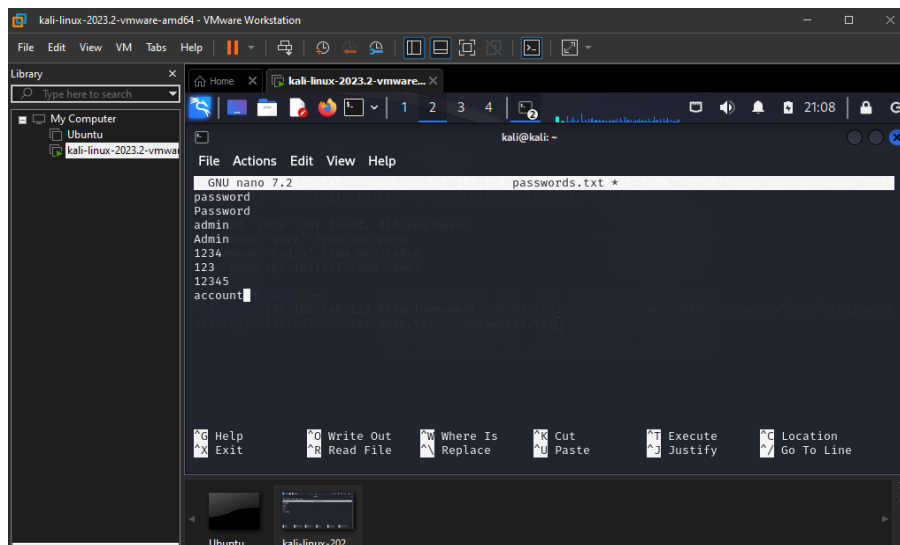 kali-linux-2023.2-vmware-amd64 - VMware Workstation
File Edit View VM Tabs Help
Library
Type here to search
My Computer
Ubuntu
kali-linux-2023.2-vmwar
Home kali-linux-2023.2-vmware...
1 2 3 4 21:08
kali@kali: ~
File Actions Edit View Help
GNU nano 7.2 passwords.txt *
password
Password
admin
Admin
1234
123
12345
account
^G Help ^O Write Out ^W Where Is ^K Cut ^T Execute ^C Location
^X Exit ^R Read File ^\ Replace ^U Paste ^J Justify ^/ Go To Line
Ubuntu kali-linux-202